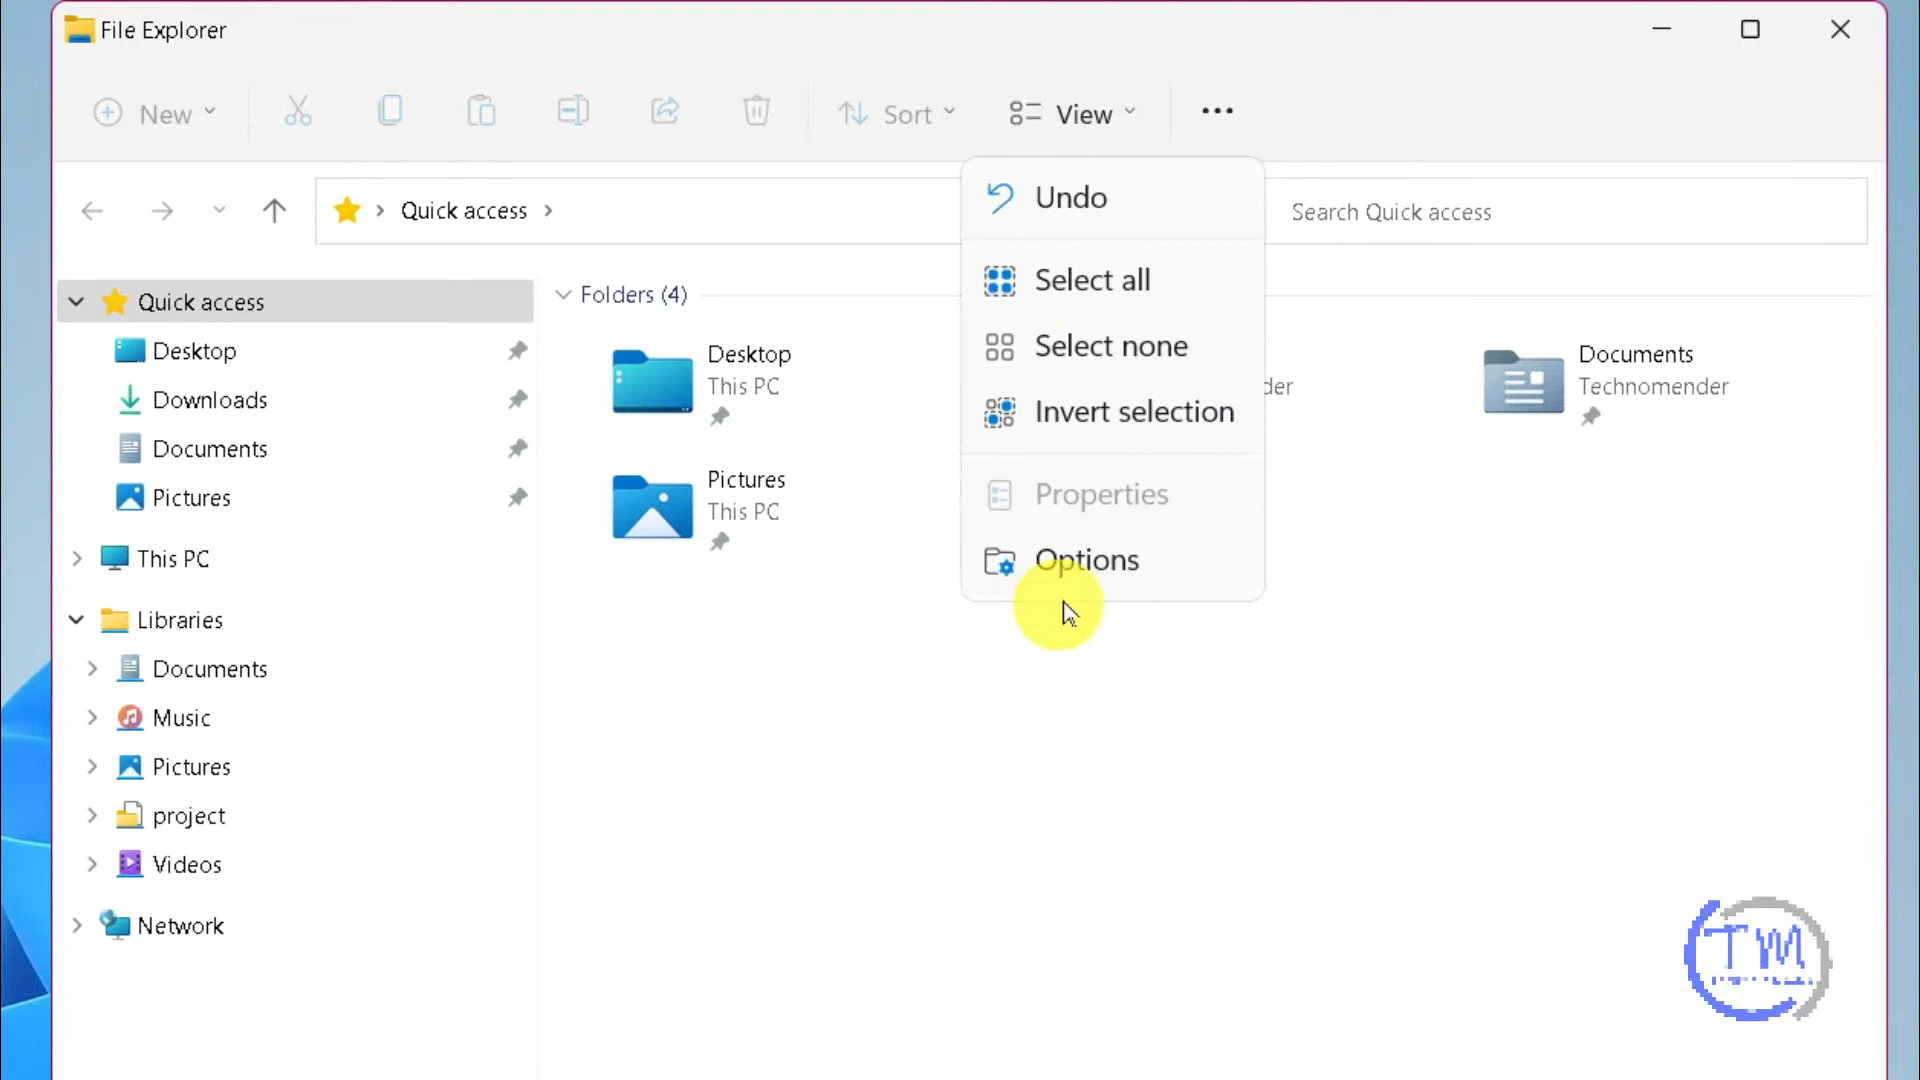 File Explorer
New
Sort
View
Undo
Quick access
Search Quick access
Select all
Select none
Invert selection
Properties
Options
Quick access
Desktop
Downloads
Documents
Pictures
This PC
Libraries
Documents
Music
Pictures
project
Videos
Network
Folders (4)
Desktop
This PC
der
Documents
Technomender
Pictures
This PC
TM